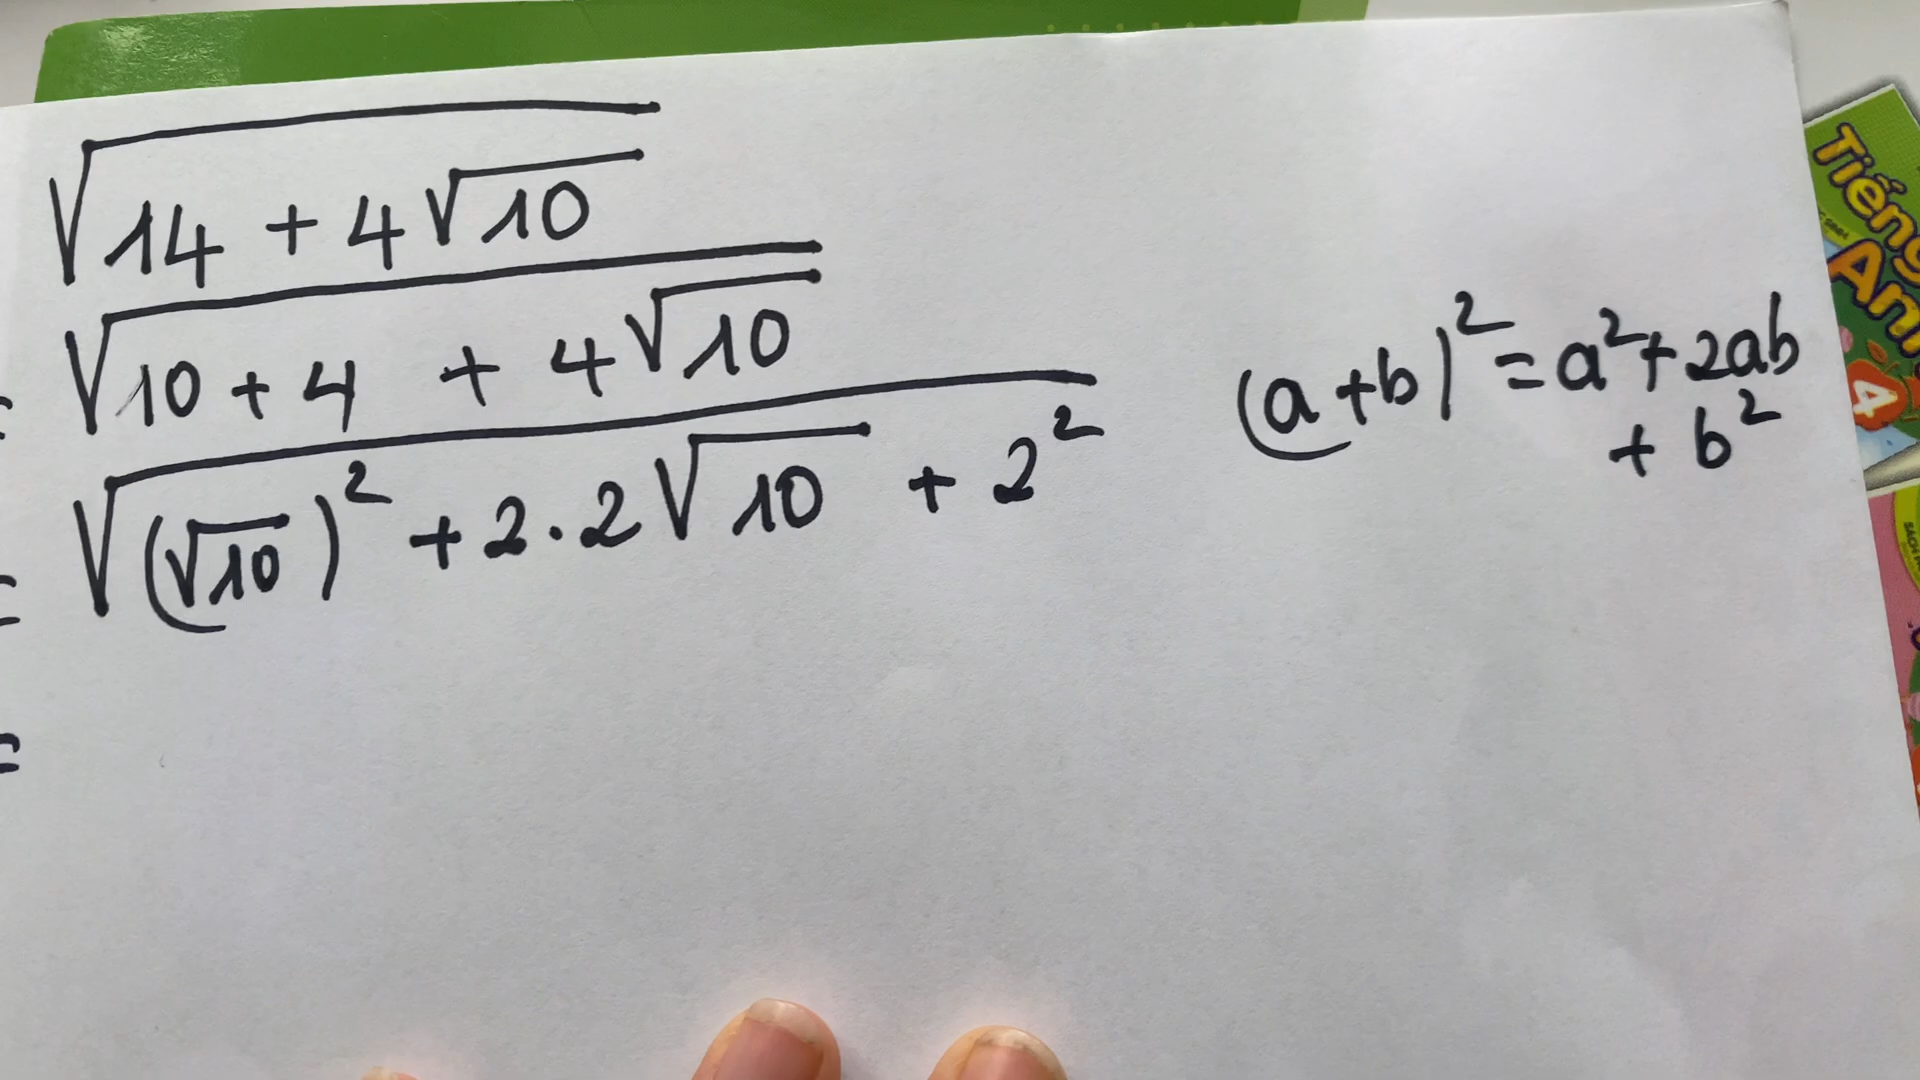 √(14 + 4√10)
= √(10 + 4 + 4√10)
= √((√10)² + 2·2√10 + 2²)
=
(a+b)² = a² + 2ab
+ b²
Tiếng
Anh
4